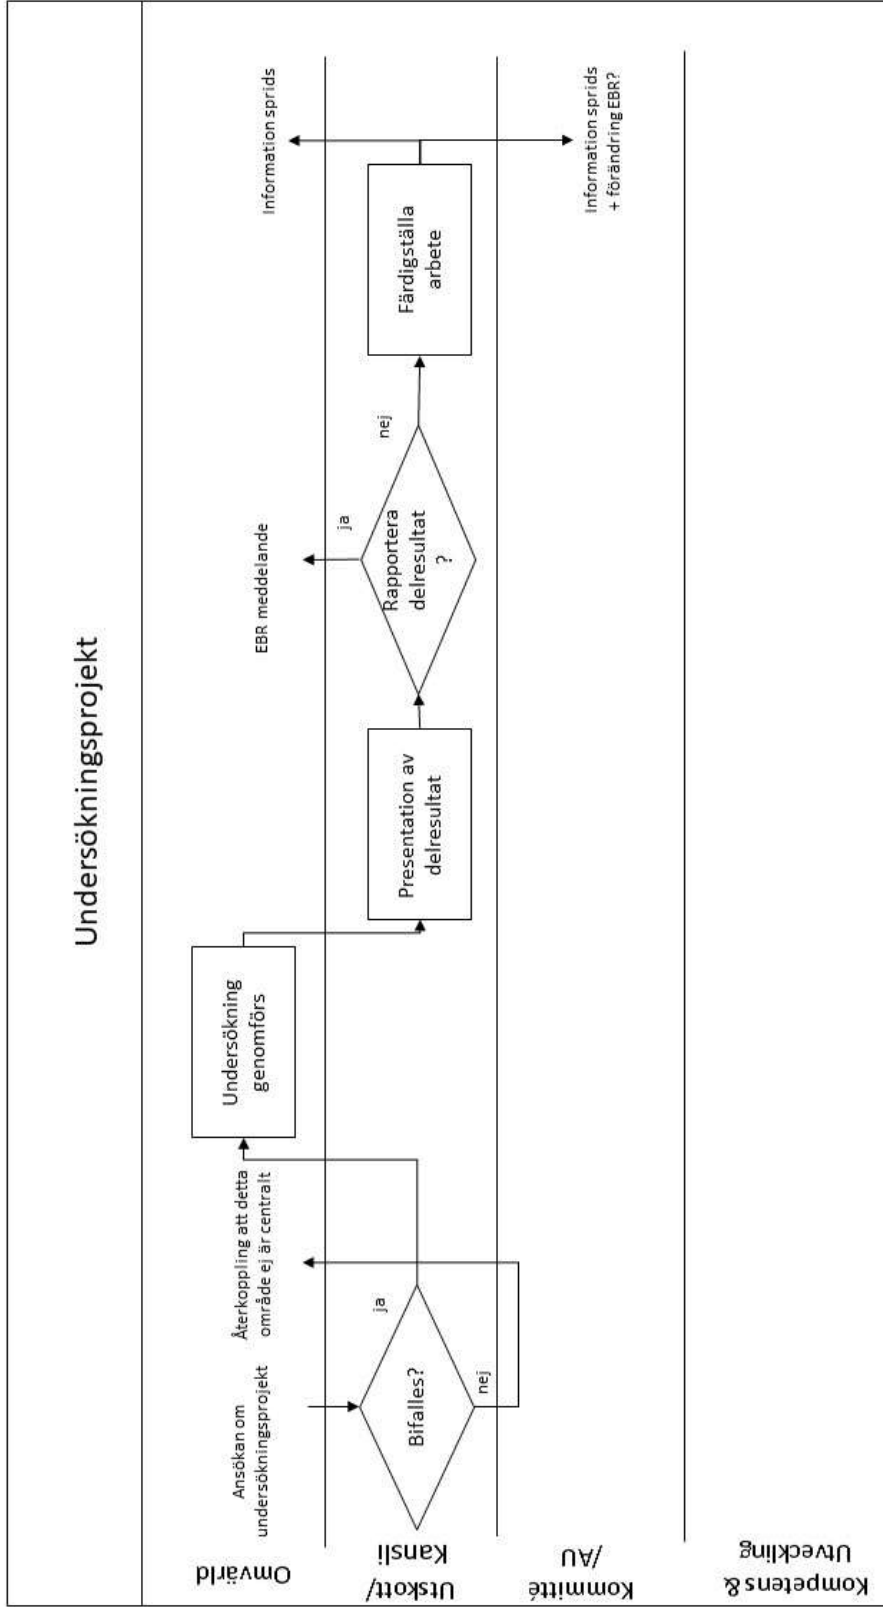 Undersökningsprojekt
Omvärld
Utskott/
Kansli
Kommitté
/AU
Kompetens &
Utveckling
Ansökan om
undersökningsprojekt
Bifalles?
ja
nej
Återkoppling att detta
område ej är centralt
Undersökning
genomförs
Presentation av
delresultat
Rapportera
delresultat
?
ja
nej
EBR meddelande
Färdigställa
arbete
Information sprids
Information sprids
+ förändring EBR?